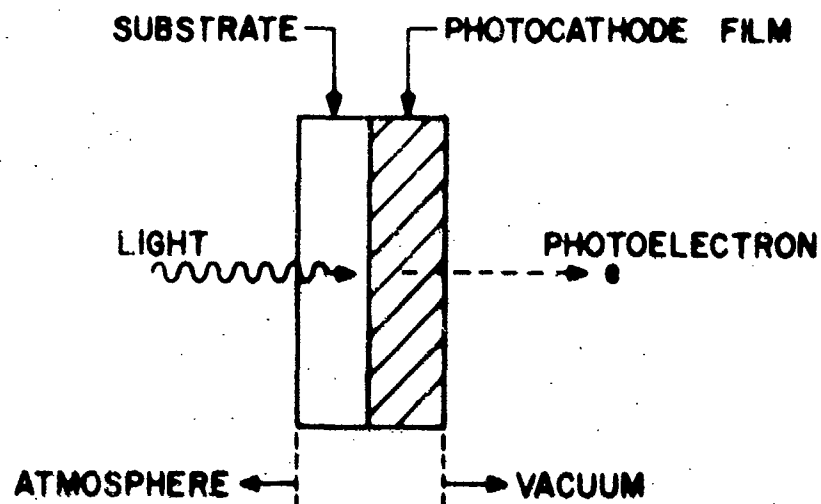 SUBSTRATE
PHOTOCATHODE FILM
LIGHT
PHOTOELECTRON
ATMOSPHERE
VACUUM